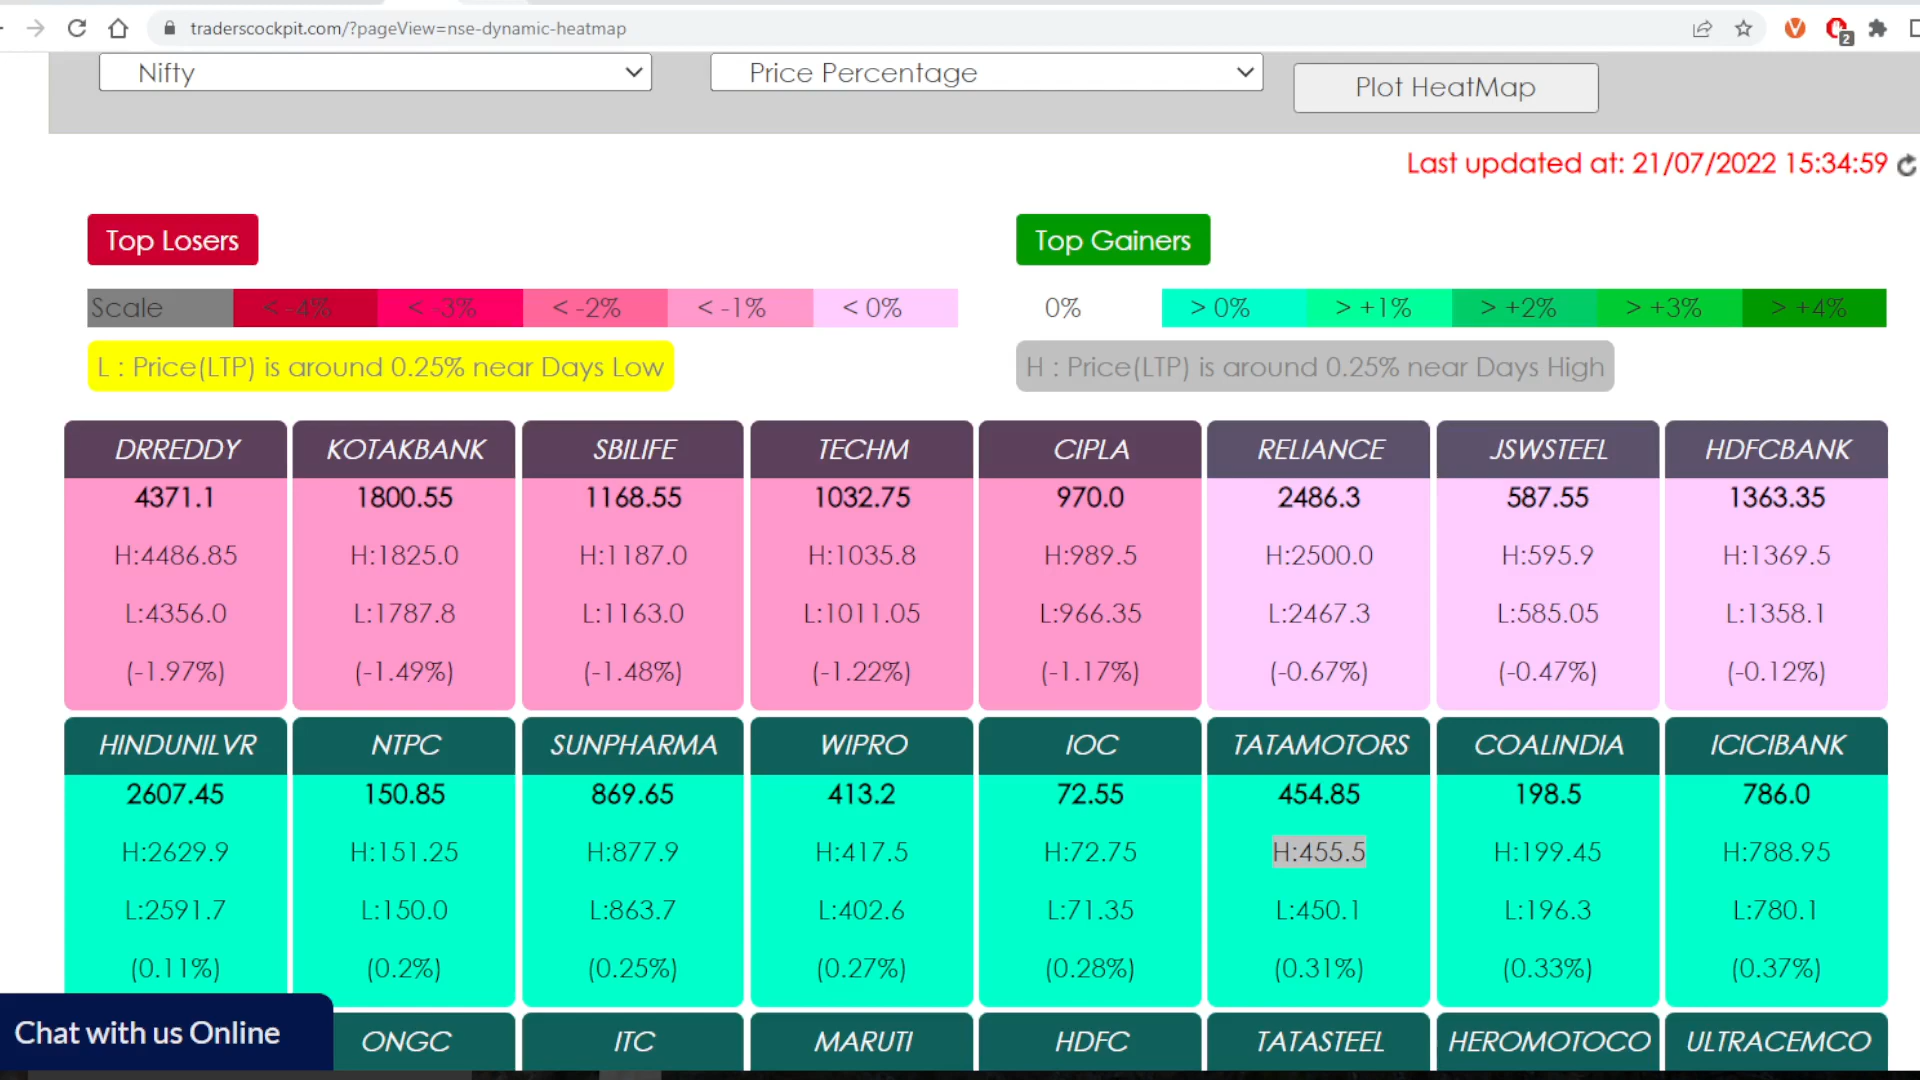 traderscockpit.com/?pageView=nse-dynamic-heatmap
2
Nifty
Price Percentage
Plot HeatMap
Last updated at: 21/07/2022 15:34:59
Top Losers
Top Gainers
Scale < -4% < -3% < -2% < -1% < 0% 0% > 0% > +1% > +2% > +3% > +4%
L : Price(LTP) is around 0.25% near Days Low
H : Price(LTP) is around 0.25% near Days High
DRREDDY KOTAKBANK SBILIFE TECHM CIPLA RELIANCE JSWSTEEL HDFCBANK
4371.1 1800.55 1168.55 1032.75 970.0 2486.3 587.55 1363.35
H:4486.85 H:1825.0 H:1187.0 H:1035.8 H:989.5 H:2500.0 H:595.9 H:1369.5
L:4356.0 L:1787.8 L:1163.0 L:1011.05 L:966.35 L:2467.3 L:585.05 L:1358.1
(-1.97%) (-1.49%) (-1.48%) (-1.22%) (-1.17%) (-0.67%) (-0.47%) (-0.12%)
HINDUNILVR NTPC SUNPHARMA WIPRO IOC TATAMOTORS COALINDIA ICICIBANK
2607.45 150.85 869.65 413.2 72.55 454.85 198.5 786.0
H:2629.9 H:151.25 H:877.9 H:417.5 H:72.75 H:455.5 H:199.45 H:788.95
L:2591.7 L:150.0 L:863.7 L:402.6 L:71.35 L:450.1 L:196.3 L:780.1
(0.11%) (0.2%) (0.25%) (0.27%) (0.28%) (0.31%) (0.33%) (0.37%)
Chat with us Online
ONGC ITC MARUTI HDFC TATASTEEL HEROMOTOCO ULTRACEMCO